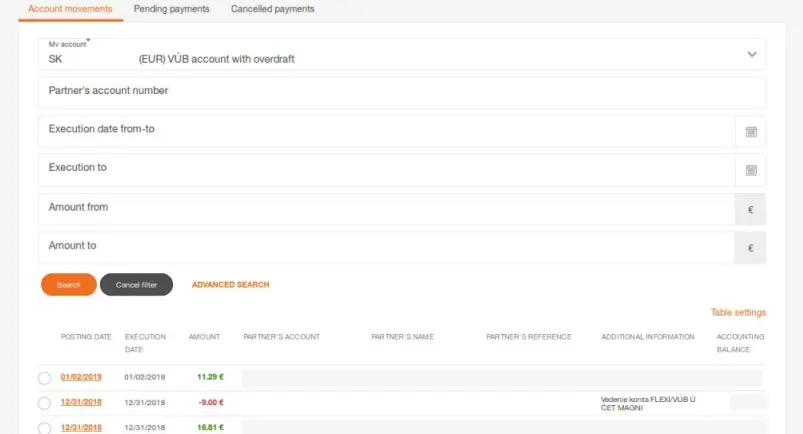 Account movements Pending payments Cancelled payments
My account*
SK (EUR) VÚB account with overdraft
Partner's account number
Execution date from-to
Execution to
Amount from €
Amount to €
Search Cancel filter ADVANCED SEARCH
Table settings
POSTING DATE EXECUTION DATE AMOUNT PARTNER'S ACCOUNT PARTNER'S NAME PARTNER'S REFERENCE ADDITIONAL INFORMATION ACCOUNTING BALANCE
01/02/2019 01/02/2019 11.29 €
12/31/2018 12/31/2018 -9.00 € Vedenie konta FLEXI/VÚB Ú
ČET MAGNI
12/31/2018 12/31/2018 16.81 €